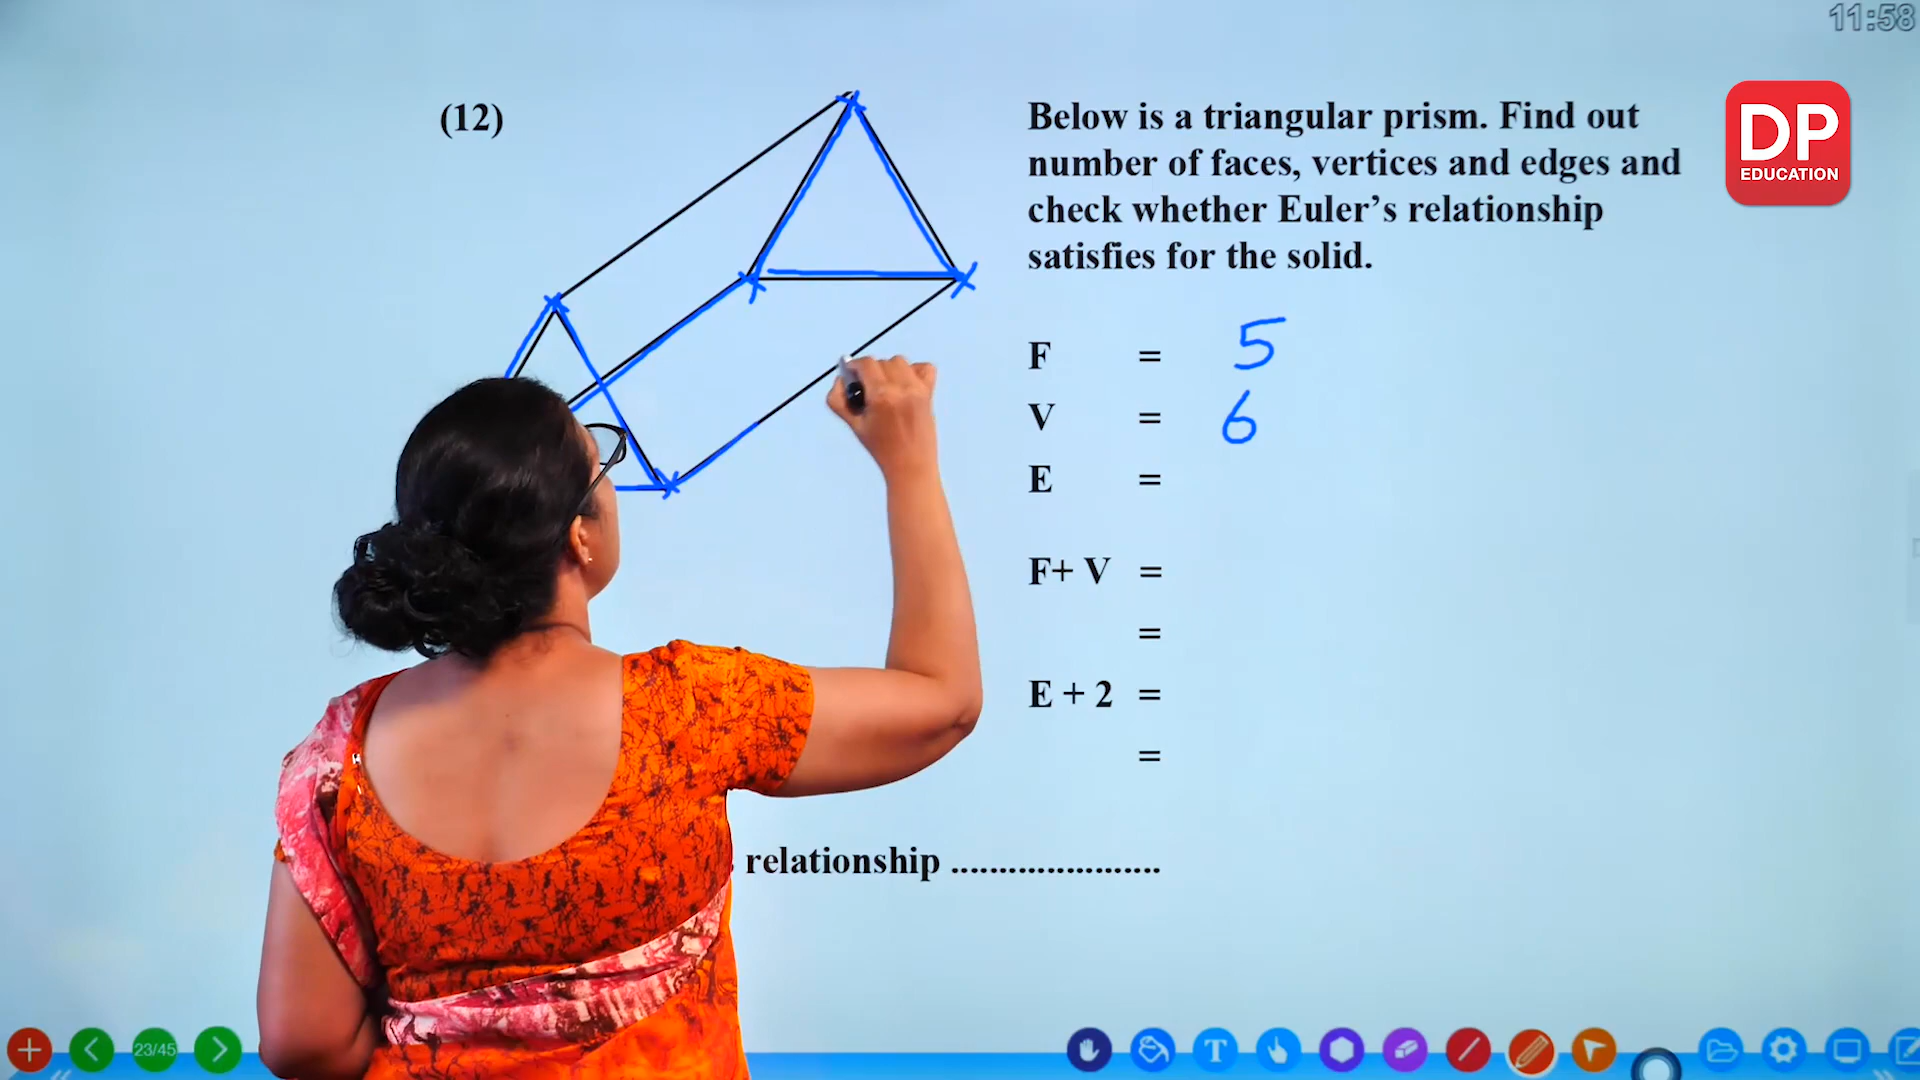 11:58
(12)
Below is a triangular prism. Find out
number of faces, vertices and edges and
check whether Euler’s relationship
satisfies for the solid.
DP
EDUCATION
F = 5
V = 6
E =
F+ V =
=
E + 2 =
=
relationship ......................
23/45
T